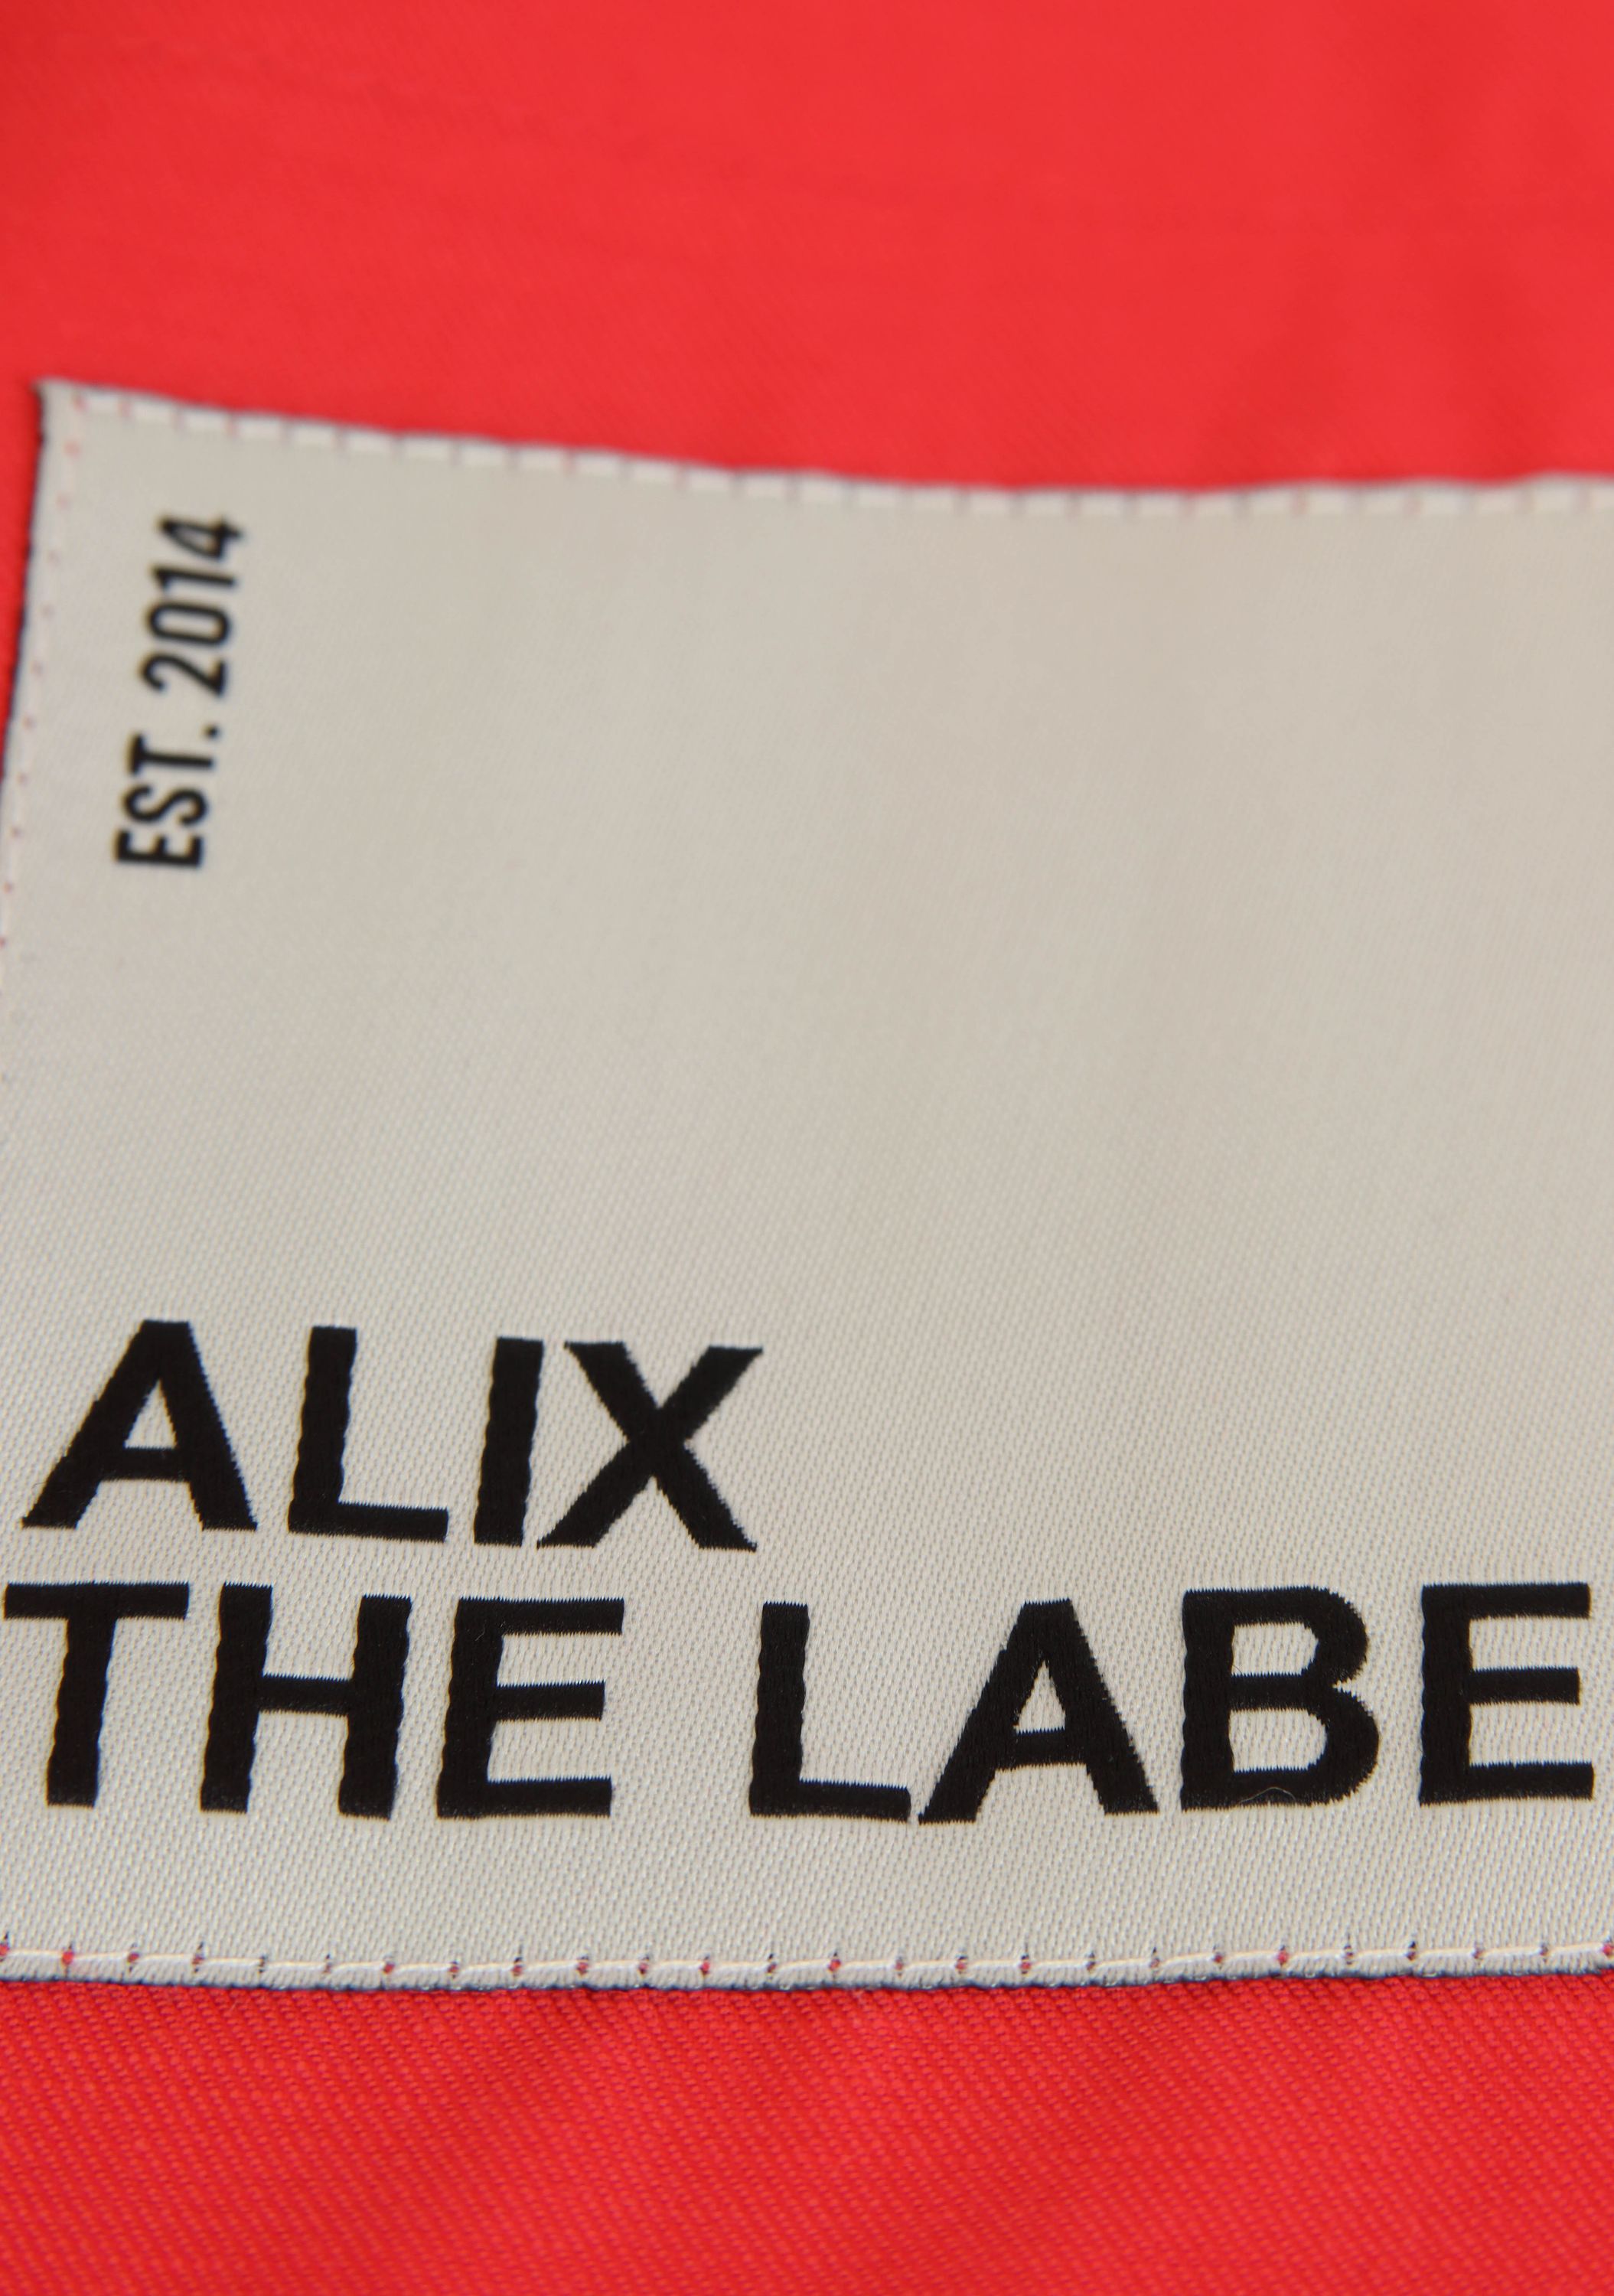 EST. 2014
ALIX
THE LABE